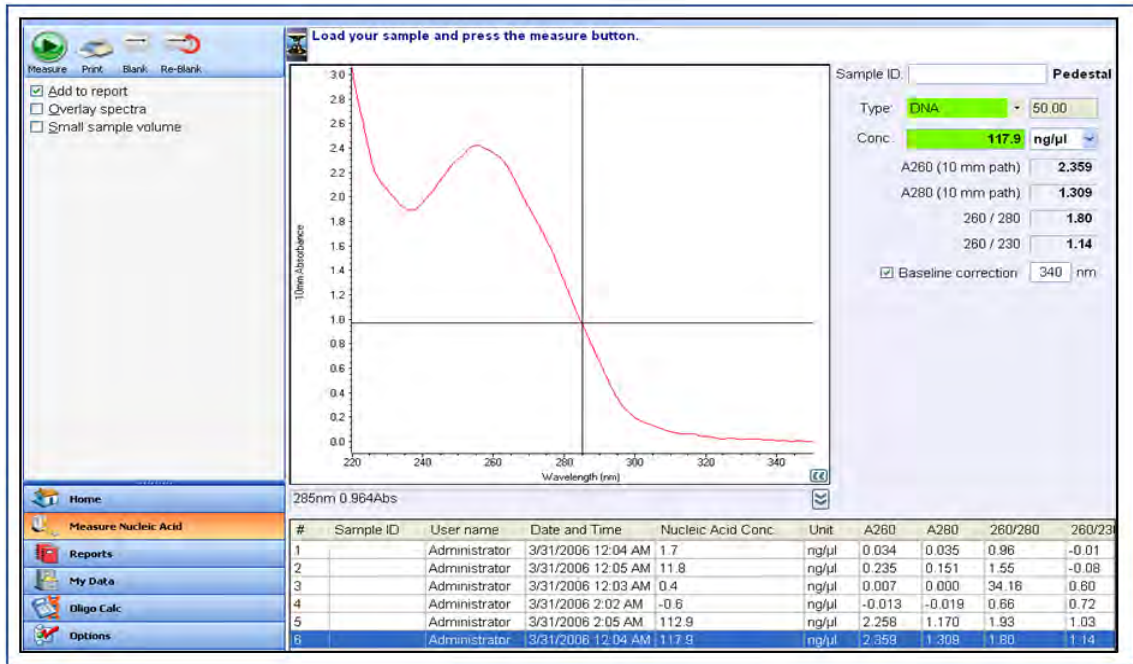 Load your sample and press the measure button.
Measure Print Blank Re-Blank
Add to report
Overlay spectra
Small sample volume
Sample ID: Pedestal
Type: DNA 50.00
Conc. 117.9 ng/µl
A260 (10 mm path) 2.359
A280 (10 mm path) 1.309
260 / 280 1.80
260 / 230 1.14
Baseline correction 340 nm
3.0
2.8
2.6
2.4
2.2
2.0
1.8
1.6
1.4
1.2
1.0
0.8
0.6
0.4
0.2
0.0
10mm Absorbance
220 240 260 280 300 320 340
Wavelength (nm)
285nm 0.964Abs
Home
Measure Nucleic Acid
Reports
My Data
Oligo Calc
Options
# Sample ID User name Date and Time Nucleic Acid Conc. Unit A260 A280 260/280 260/23
1 Administrator 3/31/2006 12:04 AM 1.7 ng/µl 0.034 0.035 0.96 -0.01
2 Administrator 3/31/2006 12:05 AM 11.8 ng/µl 0.235 0.151 1.55 -0.08
3 Administrator 3/31/2006 12:03 AM 0.4 ng/µl 0.007 0.000 34.16 0.60
4 Administrator 3/31/2006 2:02 AM -0.6 ng/µl -0.013 -0.019 0.66 0.72
5 Administrator 3/31/2006 2:05 AM 112.9 ng/µl 2.258 1.170 1.93 1.03
6 Administrator 3/31/2006 12:04 AM 117.9 ng/µl 2.359 1.309 1.80 1.14